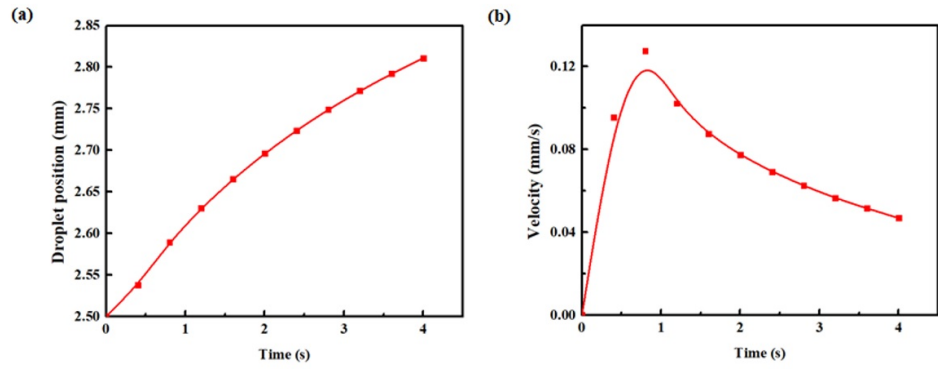 (a)
Droplet position (mm)
2.85
2.80
2.75
2.70
2.65
2.60
2.55
2.50
0 1 2 3 4
Time (s)
(b)
Velocity (mm/s)
0.12
0.08
0.04
0.00
0 1 2 3 4
Time (s)